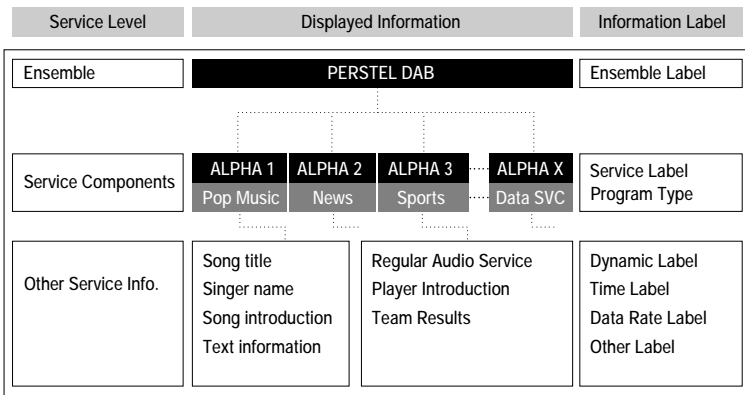 Service Level
Displayed Information
Information Label
Ensemble
PERSTEL DAB
Ensemble Label
Service Components
ALPHA 1
ALPHA 2
ALPHA 3
ALPHA X
Pop Music
News
Sports
Data SVC
Service Label
Program Type
Other Service Info.
Song title
Singer name
Song introduction
Text information
Regular Audio Service
Player Introduction
Team Results
Dynamic Label
Time Label
Data Rate Label
Other Label